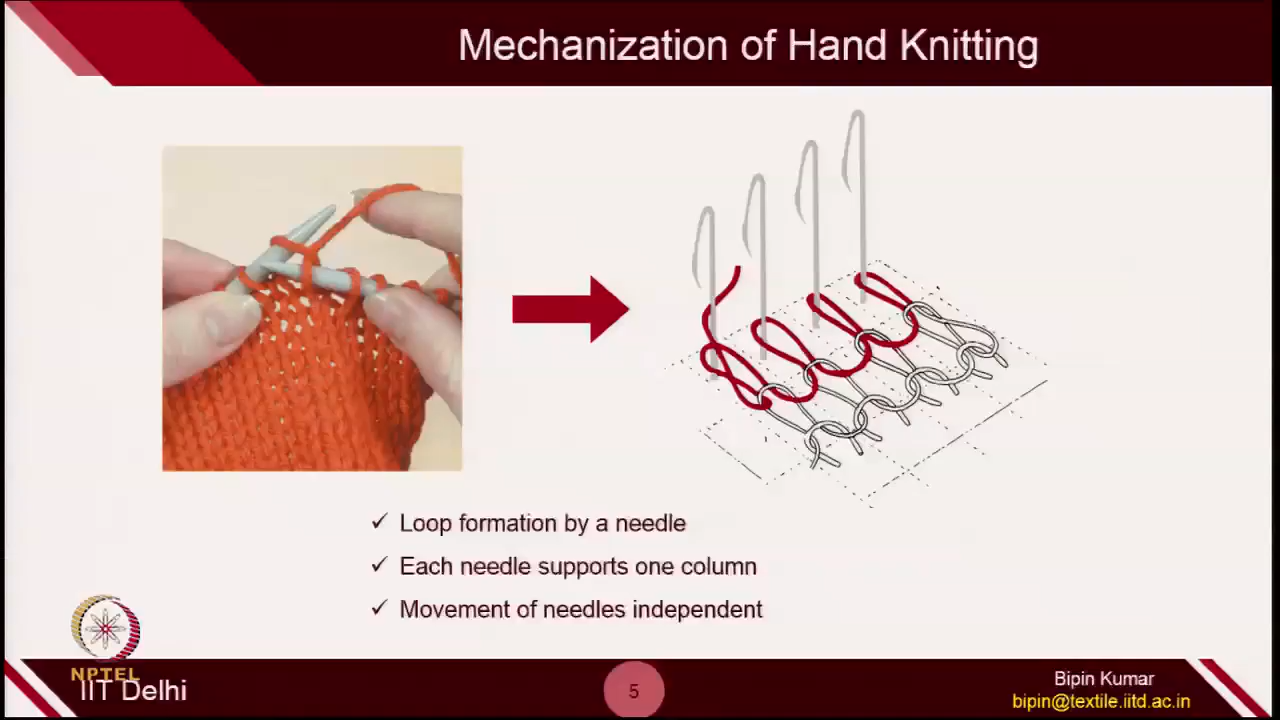 Mechanization of Hand Knitting
✓ Loop formation by a needle
✓ Each needle supports one column
✓ Movement of needles independent
NPTEL
IIT Delhi
5
Bipin Kumar
bipin@textile.iitd.ac.in